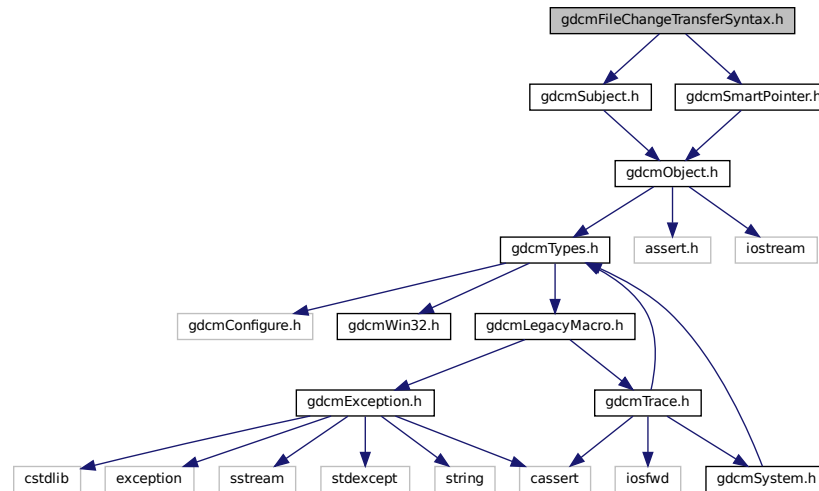 gdcmFileChangeTransferSyntax.h
gdcmSubject.h
gdcmSmartPointer.h
gdcmObject.h
gdcmTypes.h
assert.h
iostream
gdcmConfigure.h
gdcmWin32.h
gdcmLegacyMacro.h
gdcmException.h
gdcmTrace.h
cstdlib
exception
sstream
stdexcept
string
cassert
iosfwd
gdcmSystem.h